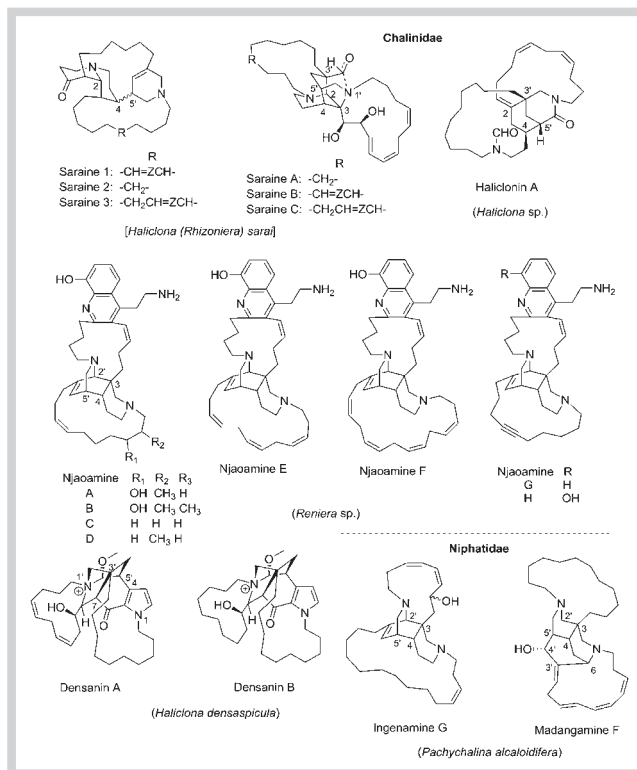 Chalinidae
R
Saraine 1: -CH=ZCH-
Saraine 2: -CH₂-
Saraine 3: -CH₂CH=ZCH-
R
Saraine A: -CH₂-
Saraine B: -CH=ZCH-
Saraine C: -CH₂CH=ZCH-
[Haliclona (Rhizoniera) sarai]
Haliclonin A
(Haliclona sp.)
Njaoamine R₁ R₂ R₃
A OH CH₃ H
B OH CH₃ CH₃
C H H H
D H CH₃ H
Njaoamine E
Njaoamine F
Njaoamine R
G H
H OH
(Reniera sp.)
Niphatidae
Densanin A
Densanin B
(Haliclona densaspicula)
Ingenamine G
Madangamine F
(Pachychalina alcaloidifera)